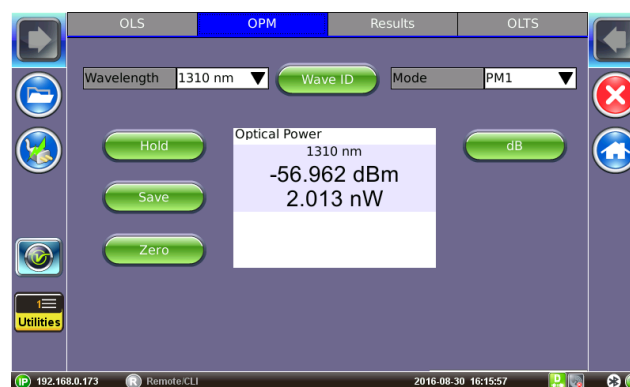 OLS OPM Results OLTS
Wavelength 1310 nm Wave ID Mode PM1
Hold
Optical Power
1310 nm
dB
-56.962 dBm
2.013 nW
Save
Zero
1
Utilities
IP 192.168.0.173 R Remote/CLI 2016-08-30 16:15:57